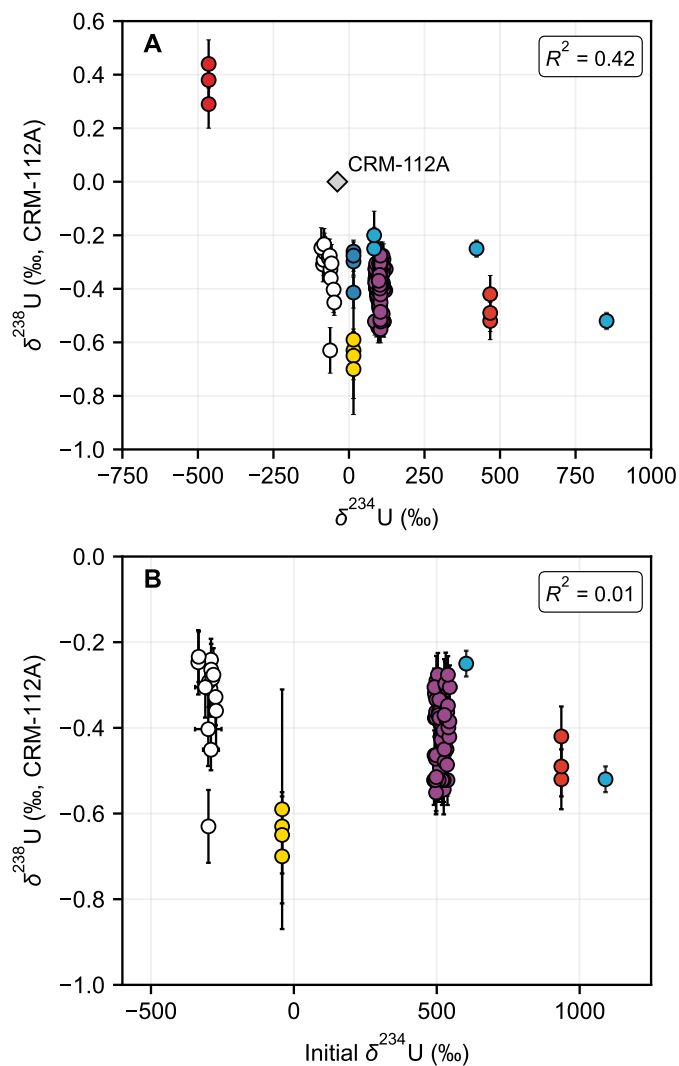 A
R² = 0.42
CRM-112A
0.6
0.4
0.2
0.0
−0.2
−0.4
−0.6
−0.8
−1.0
δ²³⁸U (‰, CRM-112A)
−750 −500 −250 0 250 500 750 1000
δ²³⁴U (‰)
B
R² = 0.01
0.0
−0.2
−0.4
−0.6
−0.8
−1.0
δ²³⁸U (‰, CRM-112A)
−500 0 500 1000
Initial δ²³⁴U (‰)